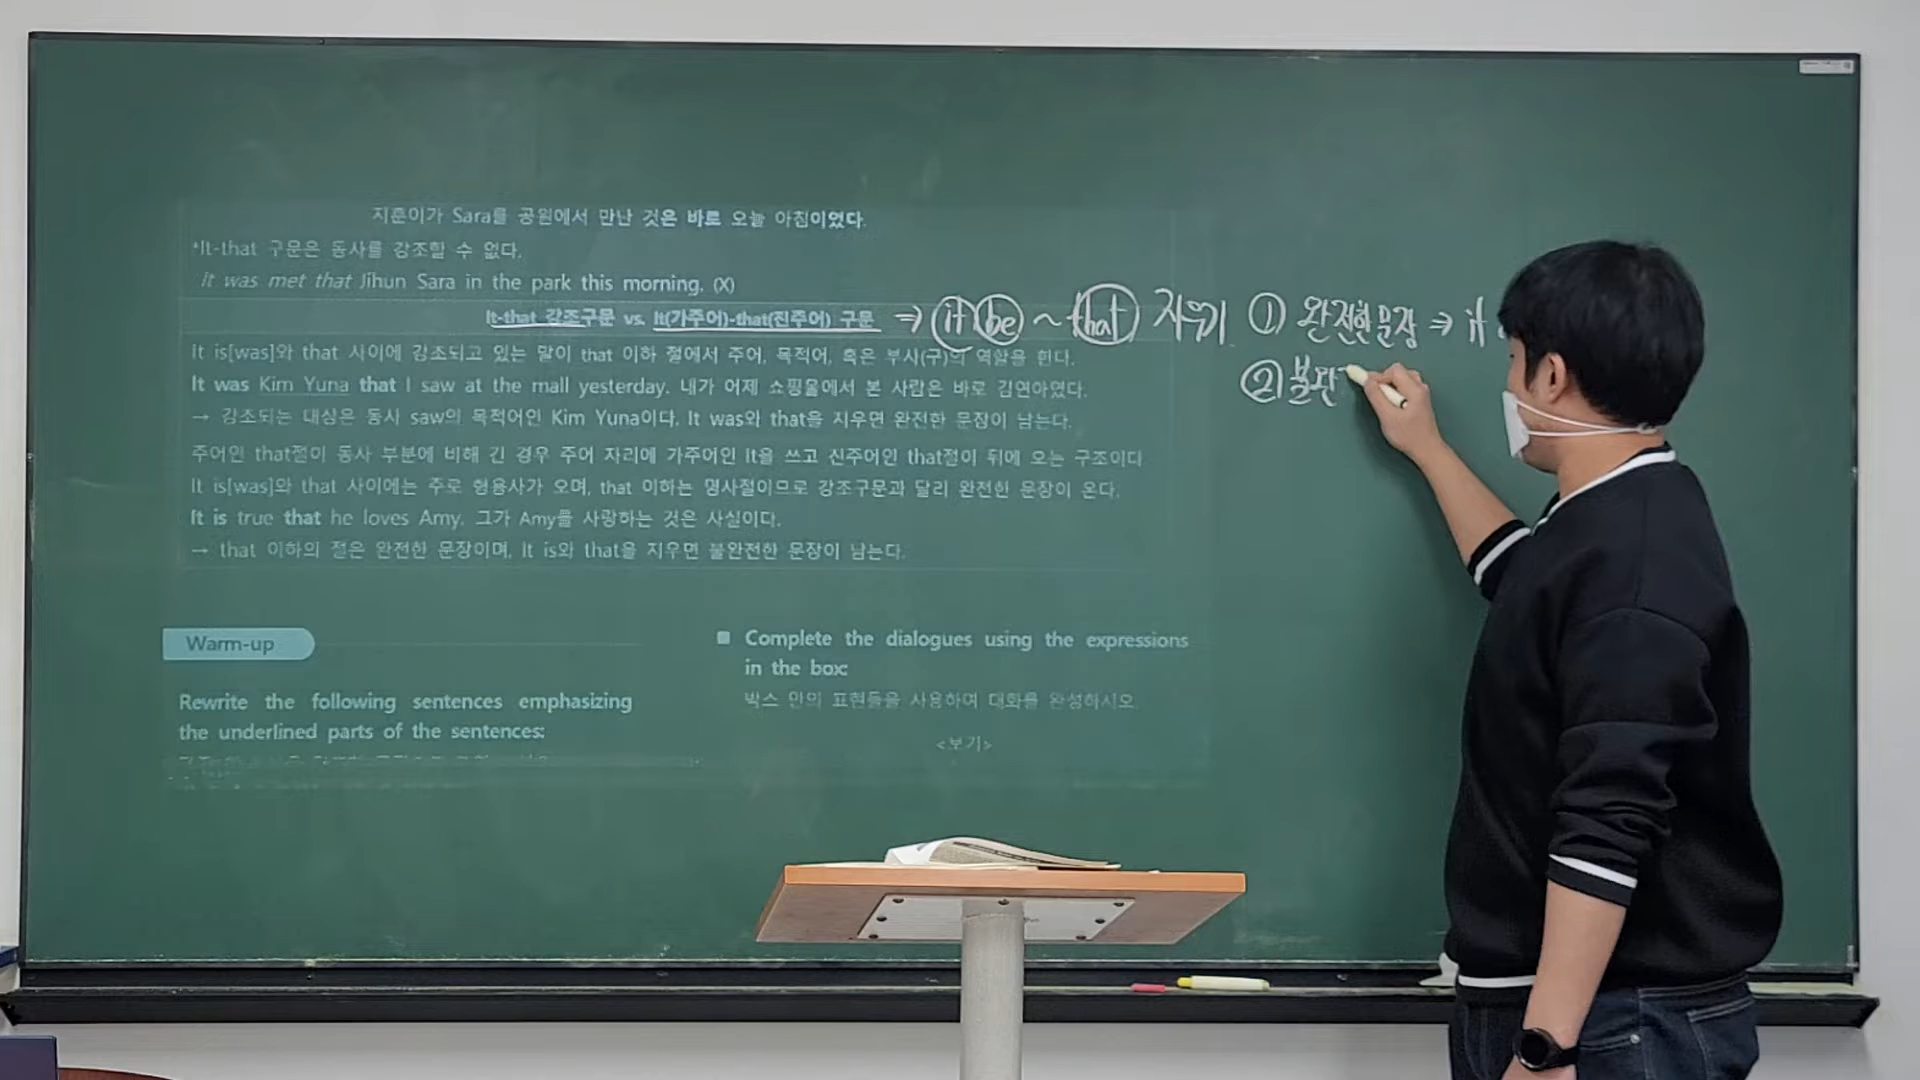 지훈이가 Sara를 공원에서 만난 것은 바로 오늘 아침이었다.
*It-that 구문은 동사를 강조할 수 없다.
It was met that Jihun Sara in the park this morning. (X)
It-that 강조구문 vs. It(가주어)-that(진주어) 구문 ⇒ it be ~ that 지우기 ① 완전한 문장 ⇒ it
② 불완
It is[was]와 that 사이에 강조되고 있는 말이 that 이하 절에서 주어, 목적어, 혹은 부사(구)의 역할을 한다.
It was Kim Yuna that I saw at the mall yesterday. 내가 어제 쇼핑몰에서 본 사람은 바로 김연아였다.
→ 강조되는 대상은 동사 saw의 목적어인 Kim Yuna이다. It was와 that을 지우면 완전한 문장이 남는다.
주어인 that절이 동사 부분에 비해 긴 경우 주어 자리에 가주어인 It을 쓰고 진주어인 that절이 뒤에 오는 구조이다
It is[was]와 that 사이에는 주로 형용사가 오며, that 이하는 명사절이므로 강조구문과 달리 완전한 문장이 온다.
It is true that he loves Amy. 그가 Amy를 사랑하는 것은 사실이다.
→ that 이하의 절은 완전한 문장이며, It is와 that을 지우면 불완전한 문장이 남는다.
Warm-up
Rewrite the following sentences emphasizing
the underlined parts of the sentences:
■ Complete the dialogues using the expressions
in the box:
박스 안의 표현들을 사용하여 대화를 완성하시오.
<보기>